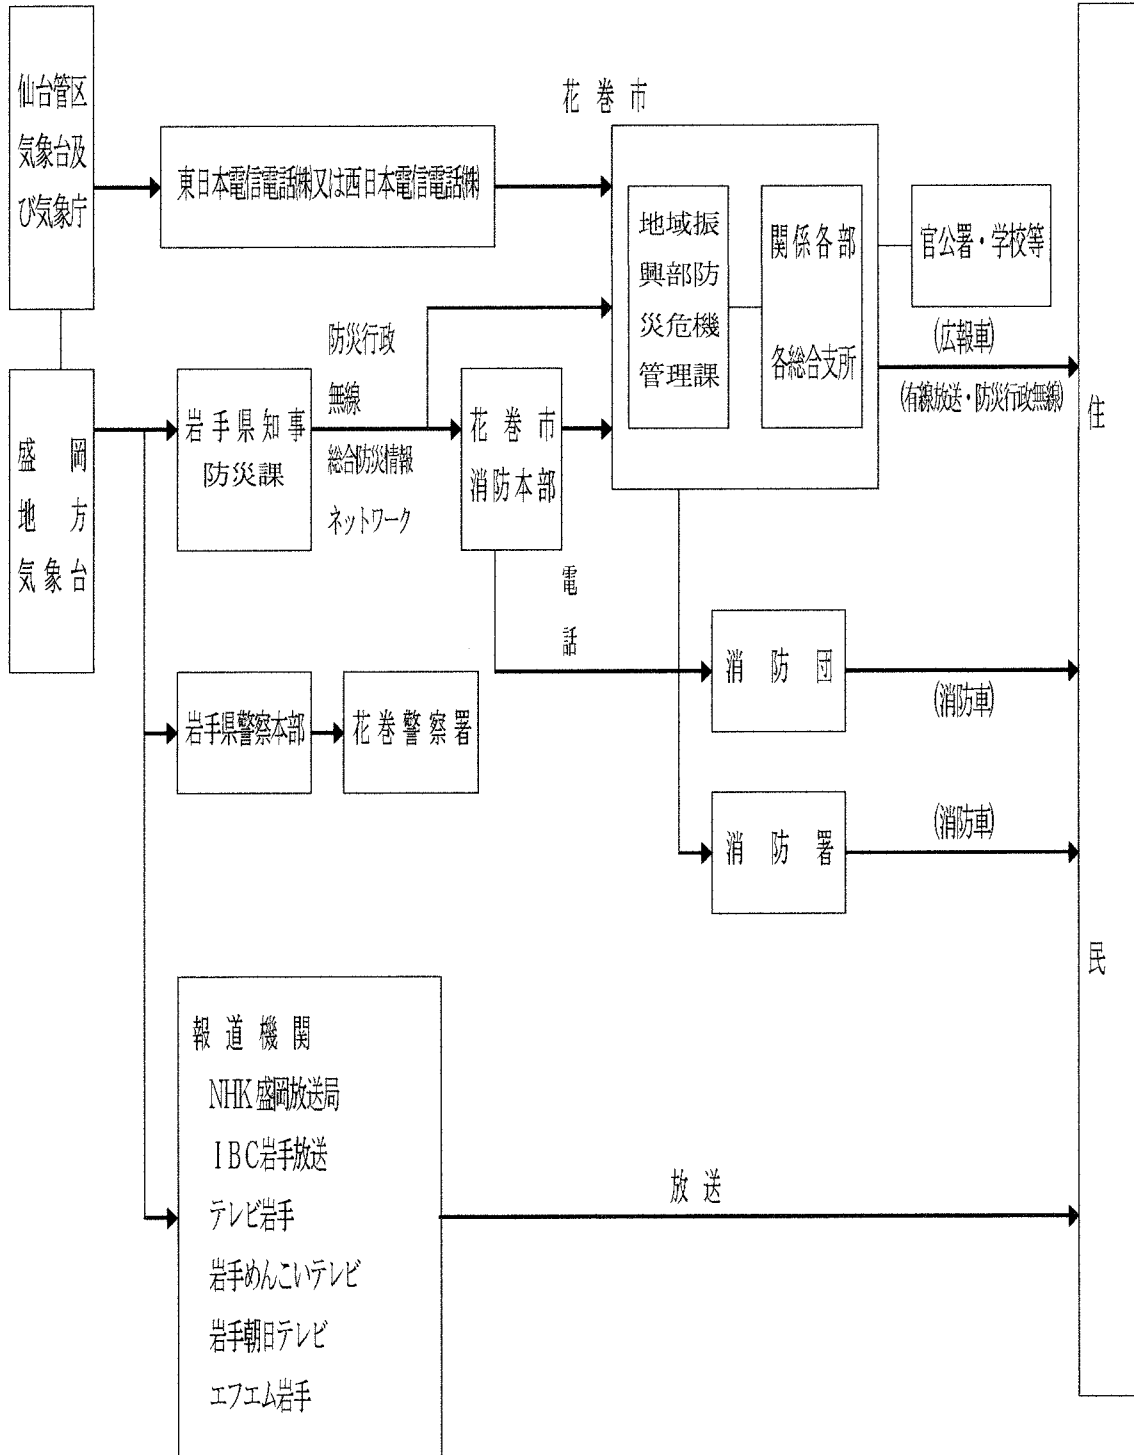 仙台管区
気象台及
び気象庁
東日本電信電話㈱又は西日本電信電話㈱
花巻市
地域振
興部防
災危機
管理課
関係各部
各総合支所
官公署・学校等
(広報車)
(有線放送・防災行政無線)
住
民
盛岡
地方
気象台
岩手県知事
防災課
防災行政
無線
総合防災情報
ネットワーク
花巻市
消防本部
電
話
消防団
(消防車)
岩手県警察本部
花巻警察署
消防署
(消防車)
報道機関
NHK盛岡放送局
IBC岩手放送
テレビ岩手
岩手めんこいテレビ
岩手朝日テレビ
エフエム岩手
放送